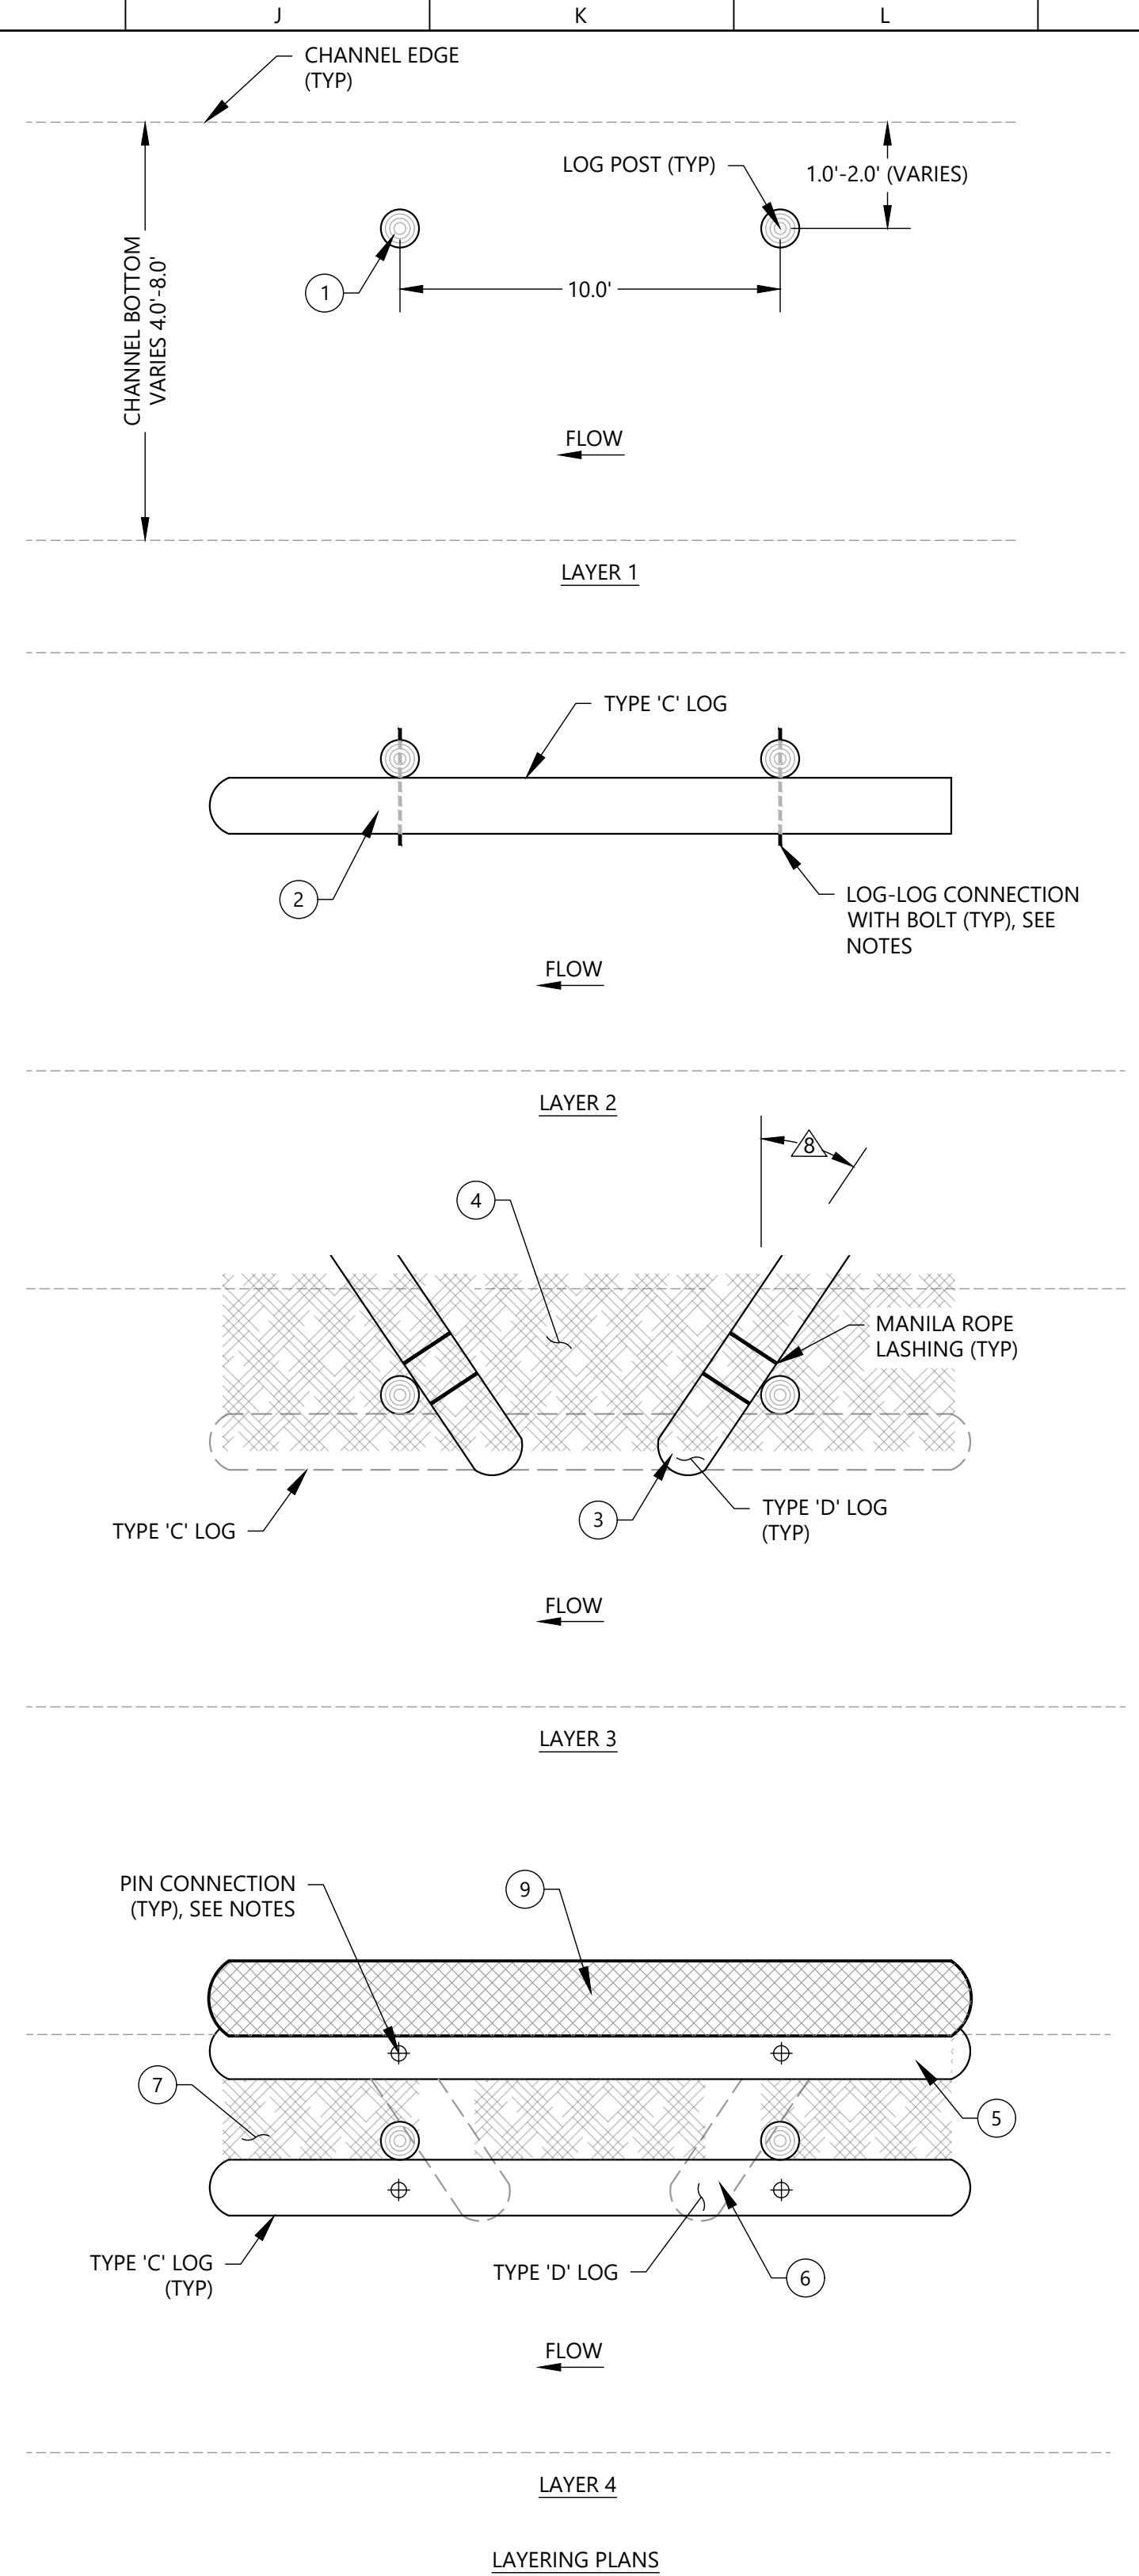 J
K
L
CHANNEL EDGE
(TYP)
LOG POST (TYP)
1.0'-2.0' (VARIES)
CHANNEL BOTTOM
VARIES 4.0'-8.0'
1
10.0'
FLOW
LAYER 1
TYPE 'C' LOG
2
LOG-LOG CONNECTION
WITH BOLT (TYP), SEE
NOTES
FLOW
LAYER 2
8
4
MANILA ROPE
LASHING (TYP)
TYPE 'C' LOG
3
TYPE 'D' LOG
(TYP)
FLOW
LAYER 3
PIN CONNECTION
(TYP), SEE NOTES
9
7
5
TYPE 'C' LOG
(TYP)
TYPE 'D' LOG
6
FLOW
LAYER 4
LAYERING PLANS